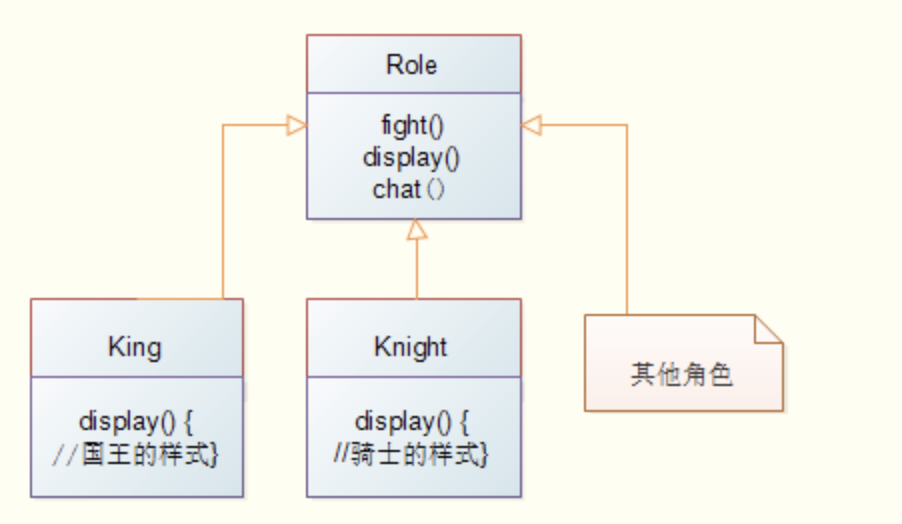 Role
fight()
display()
chat()
King
display() {
//国王的样式}
Knight
display() {
//骑士的样式}
其他角色